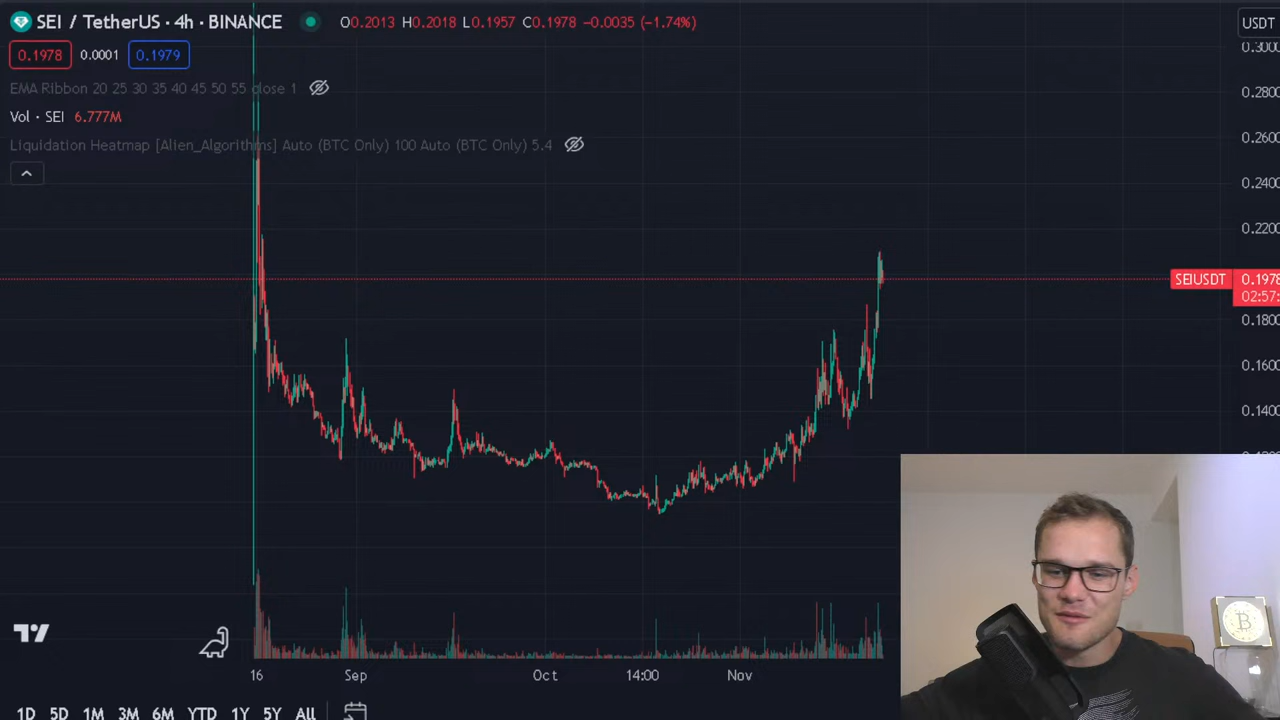 SEI / TetherUS · 4h · BINANCE O0.2013 H0.2018 L0.1957 C0.1978 −0.0035 (−1.74%)
USDT
0.1978 0.0001 0.1979
EMA Ribbon 20 25 30 35 40 45 50 55 close 1
Vol · SEI 6.777M
Liquidation Heatmap [Alien_Algorithms] Auto (BTC Only) 100 Auto (BTC Only) 5.4
0.3000
0.2800
0.2600
0.2400
0.2200
SEIUSDT 0.1978
02:57:
0.1800
0.1600
0.1400
16 Sep Oct 14:00 Nov
1D 5D 1M 3M 6M YTD 1Y 5Y All